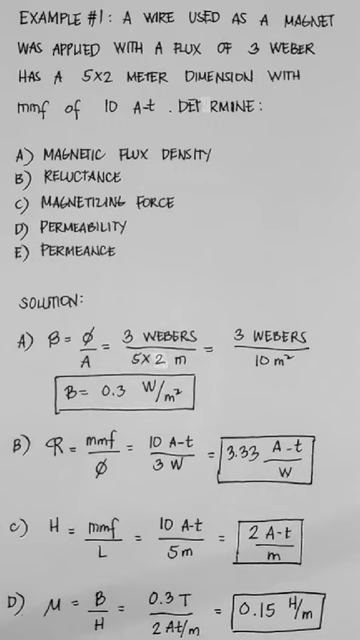 EXAMPLE #1: A WIRE USED AS A MAGNET
WAS APPLIED WITH A FLUX OF 3 WEBER
HAS A 5X2 METER DIMENSION WITH
mmf of 10 A-t. DET RMINE:
A) MAGNETIC FLUX DENSITY
B) RELUCTANCE
C) MAGNETIZING FORCE
D) PERMEABILITY
E) PERMEANCE
SOLUTION:
A) B = ϕ/A = 3 WEBERS/5X2 m = 3 WEBERS/10 m²
B = 0.3 W/m²
B) R = mmf/ϕ = 10 A-t/3 W = 3.33 A-t/W
C) H = mmf/L = 10 A-t/5m = 2 A-t/m
D) μ = B/H = 0.3 T/2 At/m = 0.15 H/m